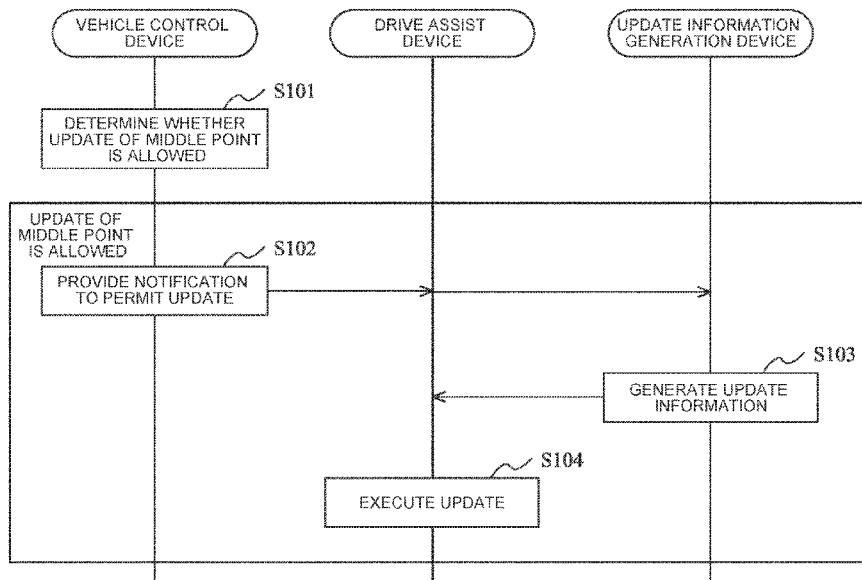 VEHICLE CONTROL
DEVICE
DRIVE ASSIST
DEVICE
UPDATE INFORMATION
GENERATION DEVICE
S101
DETERMINE WHETHER
UPDATE OF MIDDLE POINT
IS ALLOWED
UPDATE OF
MIDDLE POINT
IS ALLOWED
S102
PROVIDE NOTIFICATION
TO PERMIT UPDATE
S103
GENERATE UPDATE
INFORMATION
S104
EXECUTE UPDATE